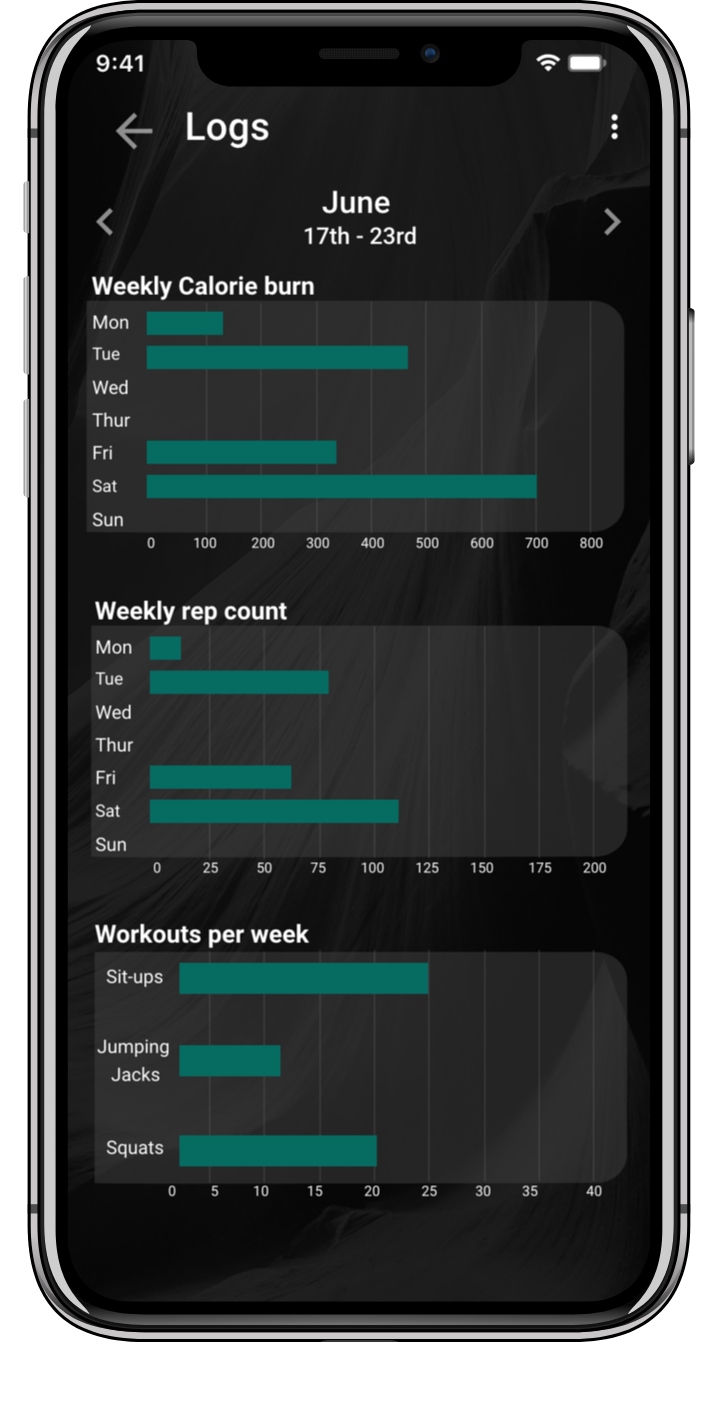 9:41
Logs
June
17th - 23rd
Weekly Calorie burn
Mon
Tue
Wed
Thur
Fri
Sat
Sun
0 100 200 300 400 500 600 700 800
Weekly rep count
Mon
Tue
Wed
Thur
Fri
Sat
Sun
0 25 50 75 100 125 150 175 200
Workouts per week
Sit-ups
Jumping
Jacks
Squats
0 5 10 15 20 25 30 35 40